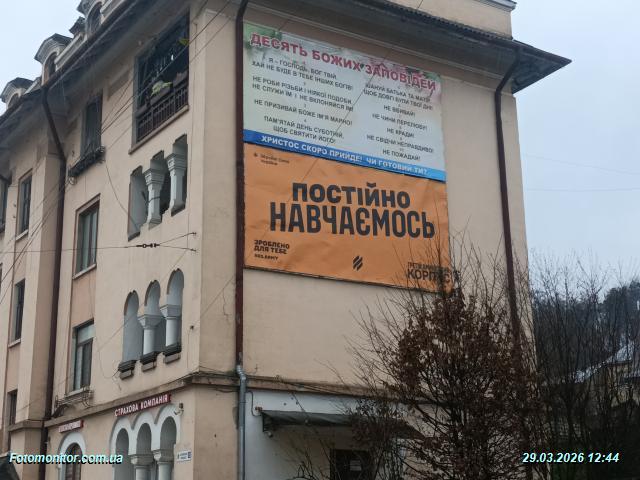 ДЕСЯТЬ БОЖИХ ЗАПОВІДЕЙ
Я – ГОСПОДЬ, БОГ ТВІЙ,
ХАЙ НЕ БУДЕ В ТЕБЕ ІНШИХ БОГІВ!
НЕ РОБИ РІЗЬБИ І НІЯКОЇ ПОДОБИ,
НЕ СЛУЖИ ЇМ І НЕ ВКЛОНЯЙСЯ ЇМ!
НЕ ПРИЗИВАЙ БОЖЕ ІМ'Я МАРНО!
ПАМ'ЯТАЙ ДЕНЬ СУБОТНІЙ,
ЩОБ СВЯТИТИ ЙОГО!
ШАНУЙ БАТЬКА ТА МАТІР,
ЩОБ ДОВГІ БУЛИ ТВОЇ ДНІ!
НЕ ВБИВАЙ!
НЕ ЧИНИ ПЕРЕЛЮБУ!
НЕ КРАДИ!
НЕ СВІДЧИ НЕПРАВДИВО!
НЕ ПОЖАДАЙ!
ХРИСТОС СКОРО ПРИЙДЕ! ЧИ ГОТОВИЙ ТИ?
ПОСТІЙНО
НАВЧАЄМОСЬ
ЗРОБЛЕНО
ДЛЯ ТЕБЕ
КОРПУС
СТРАХОВА КОМПАНІЯ
Fotomonitor.com.ua
29.03.2026 12:44